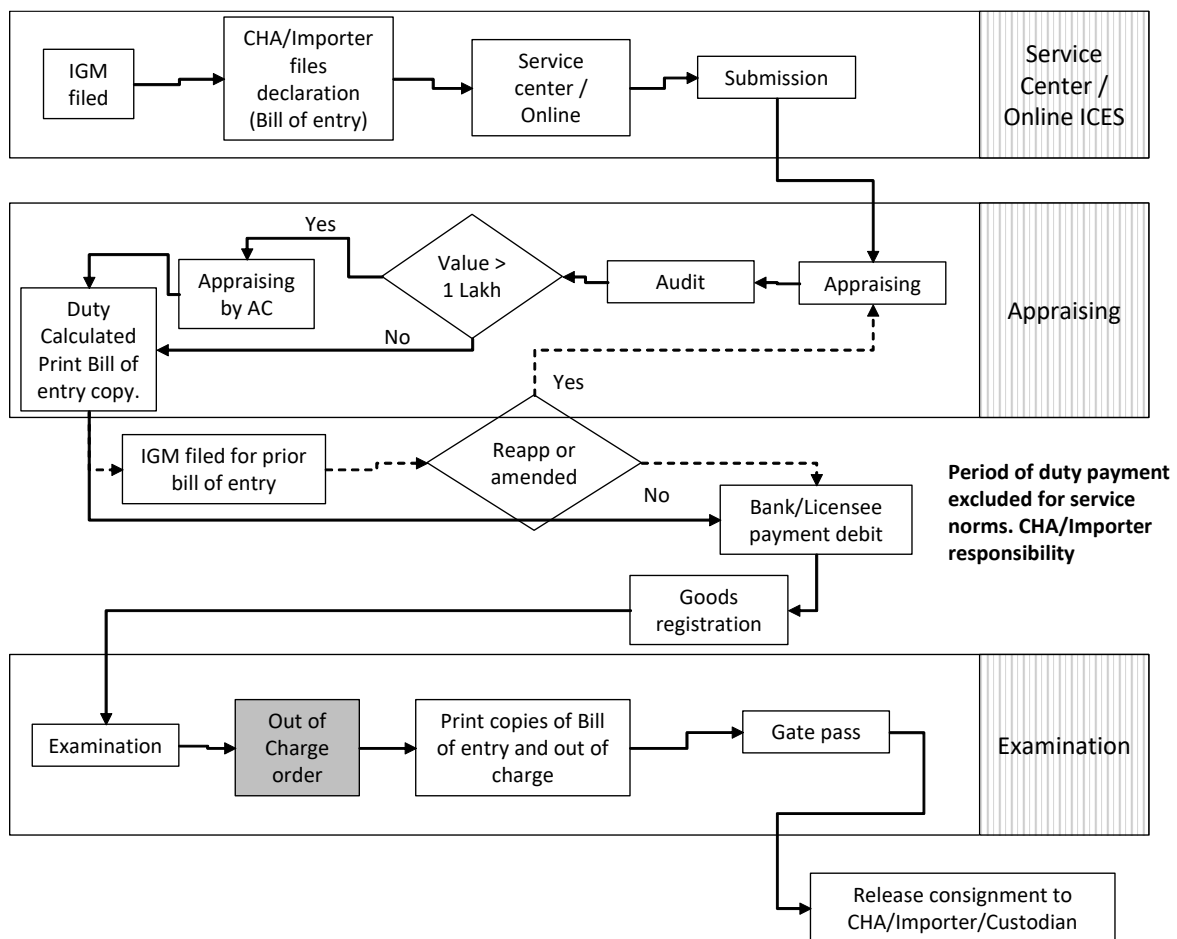 IGM
filed
CHA/Importer
files
declaration
(Bill of entry)
Service
center /
Online
Submission
Service
Center /
Online ICES
Yes
Appraising
by AC
Value >
1 Lakh
Audit
Appraising
Appraising
Duty
Calculated
Print Bill of
entry copy.
No
Yes
IGM filed for prior
bill of entry
Reapp or
amended
No
Bank/Licensee
payment debit
Period of duty payment
excluded for service
norms. CHA/Importer
responsibility
Goods
registration
Examination
Out of
Charge
order
Print copies of Bill
of entry and out of
charge
Gate pass
Examination
Release consignment to
CHA/Importer/Custodian